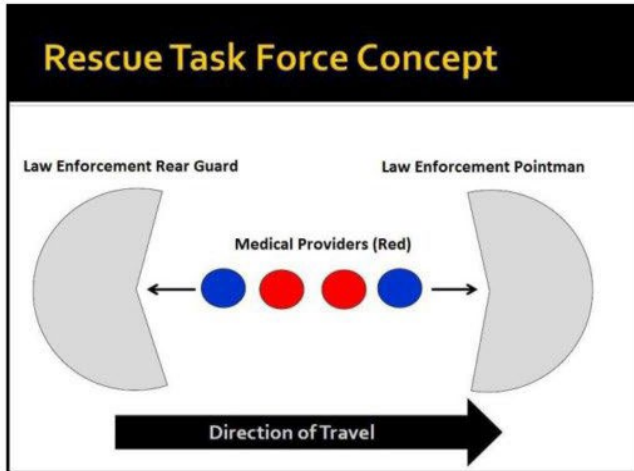 Rescue Task Force Concept
Law Enforcement Rear Guard
Law Enforcement Pointman
Medical Providers (Red)
Direction of Travel